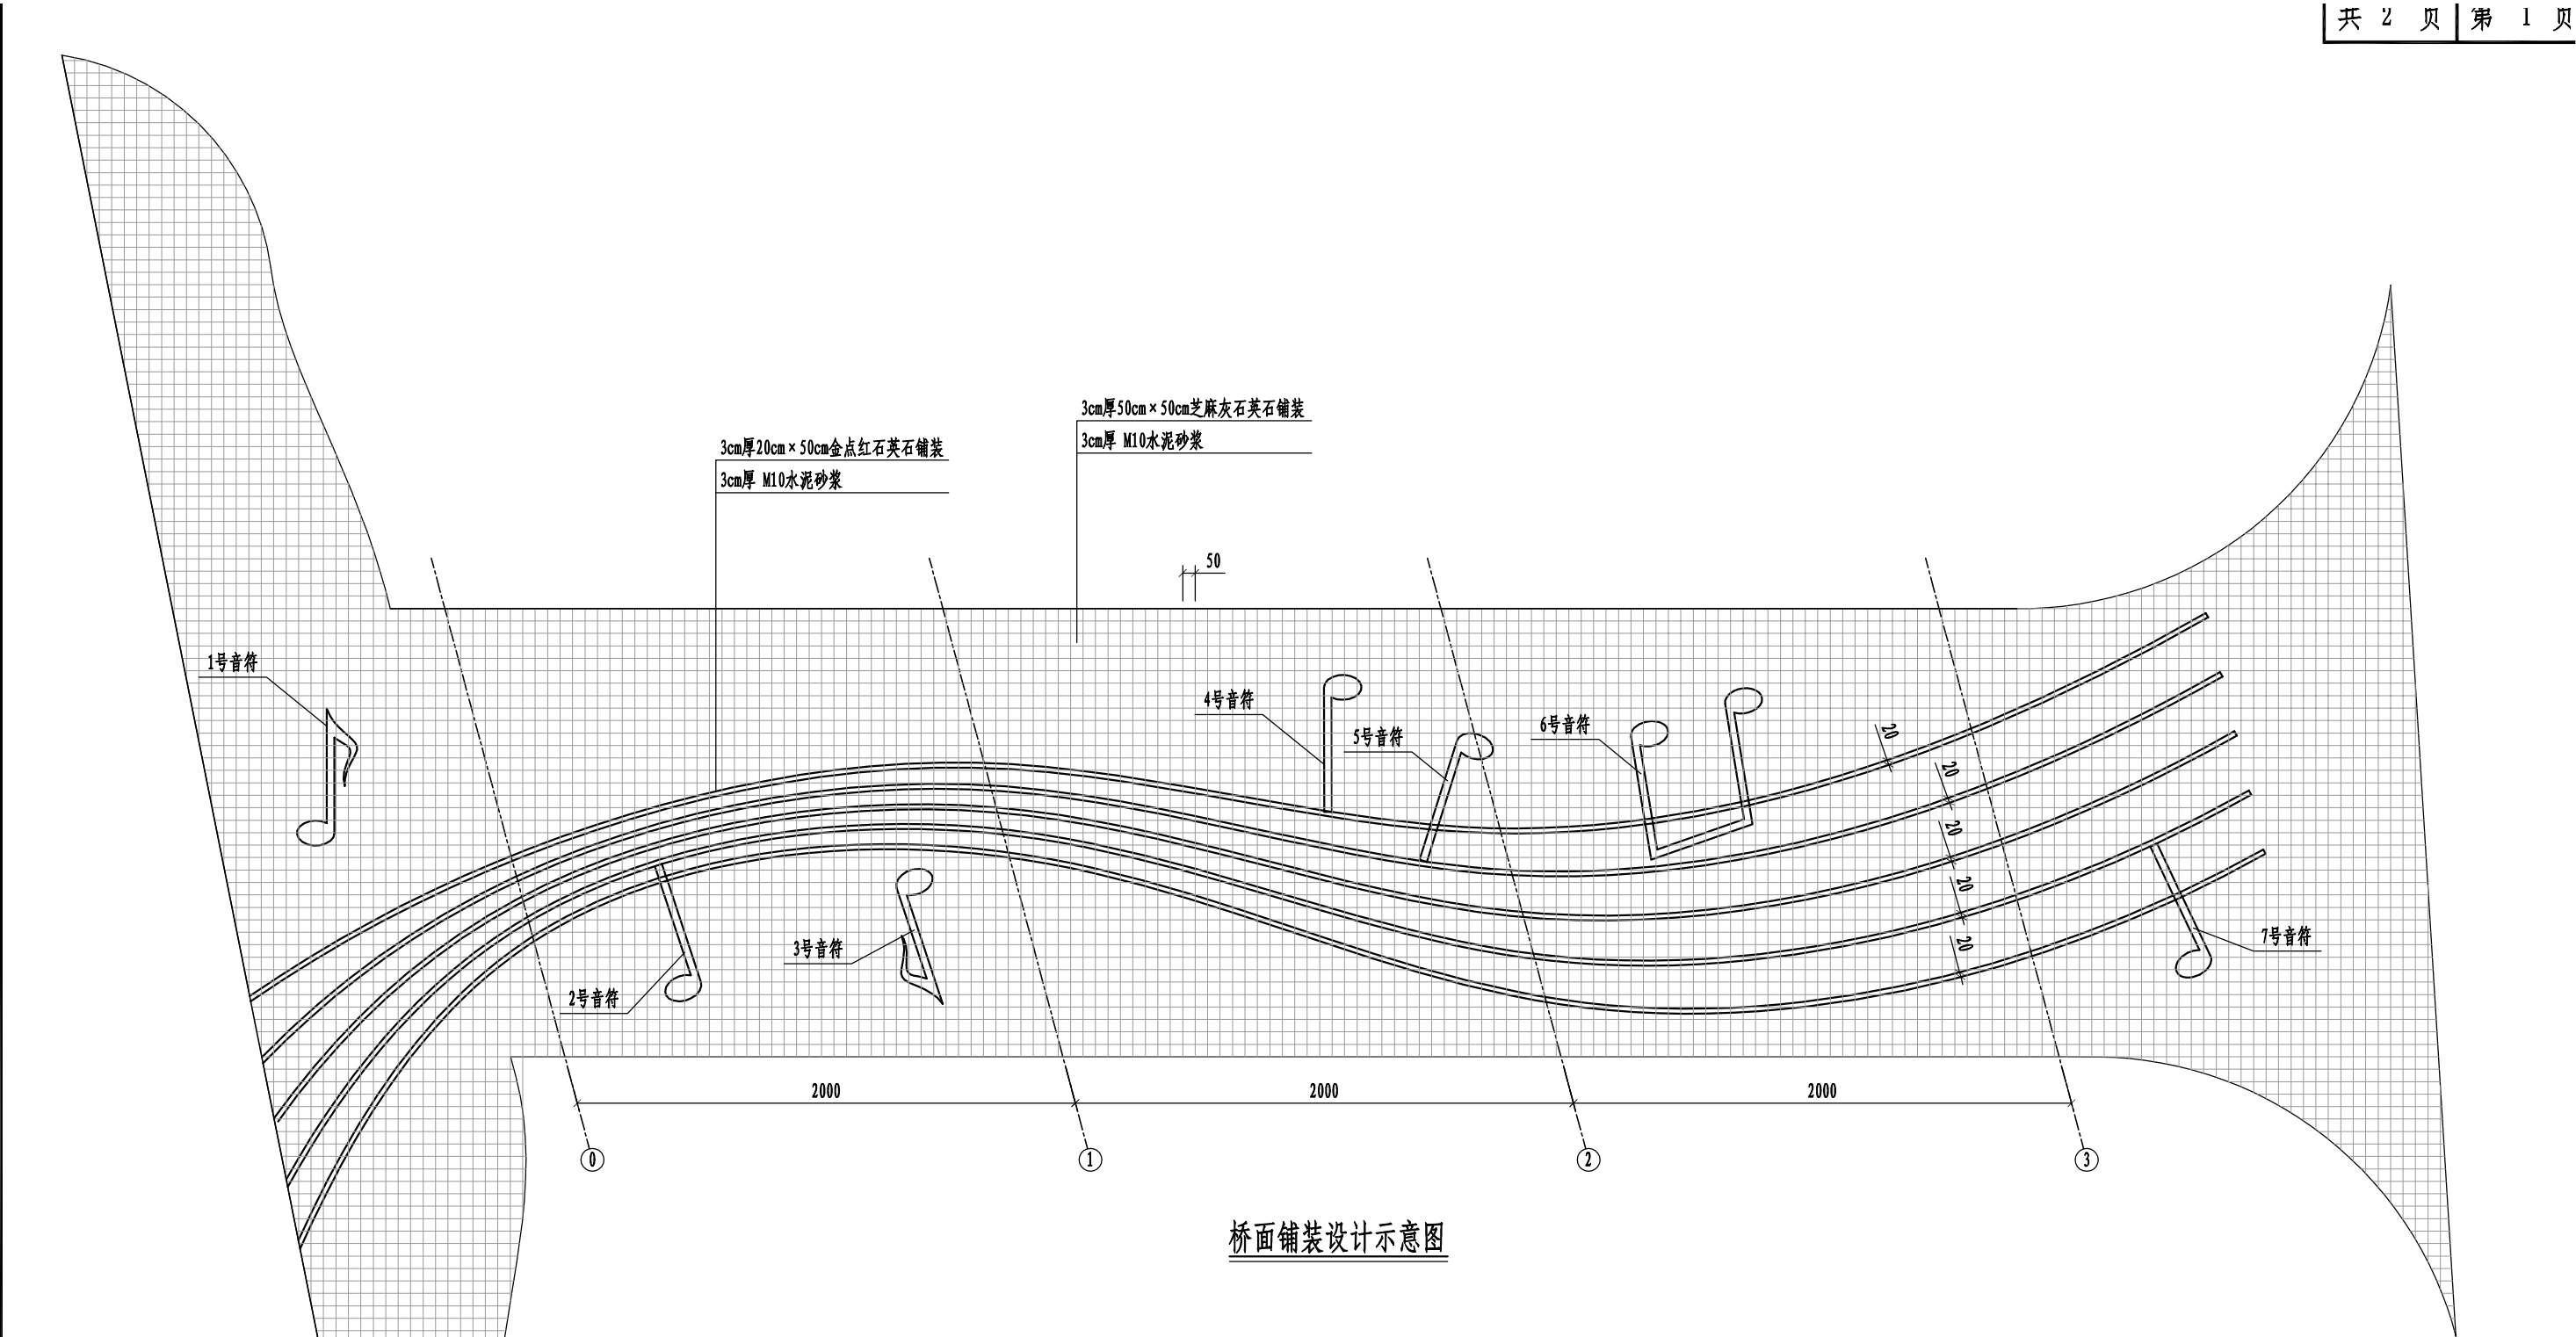 共 2 页 第 1 页
3cm厚50cm×50cm芝麻灰石英石铺装
3cm厚 M10水泥砂浆
3cm厚20cm×50cm金点红石英石铺装
3cm厚 M10水泥砂浆
50
1号音符
4号音符
5号音符
6号音符
20
20
20
20
20
3号音符
2号音符
7号音符
2000
2000
2000
0
1
2
3
桥面铺装设计示意图